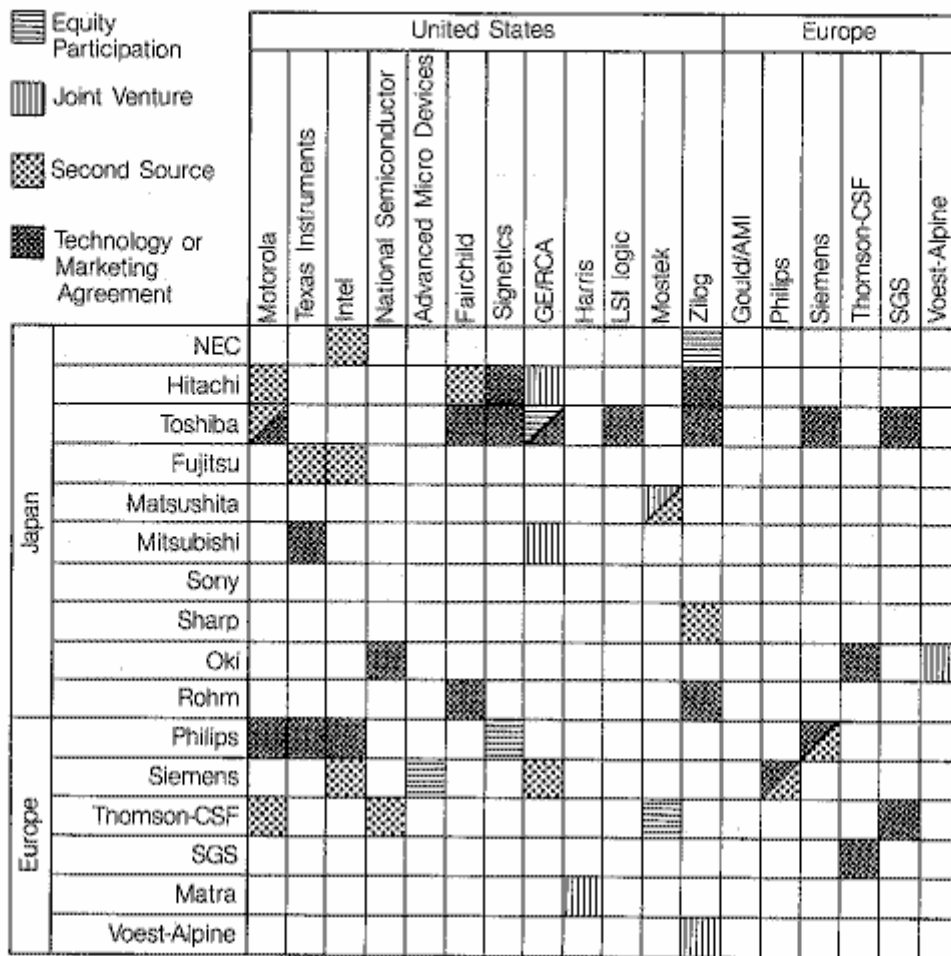 Equity
Participation
Joint Venture
Second Source
Technology or
Marketing
Agreement
United States
Europe
Motorola
Texas Instruments
Intel
National Semiconductor
Advanced Micro Devices
Fairchild
Signetics
GE/RCA
Harris
LSI logic
Mostek
Zilog
Gould/AMI
Philips
Siemens
Thomson-CSF
SGS
Voest-Alpine
Japan
NEC
Hitachi
Toshiba
Fujitsu
Matsushita
Mitsubishi
Sony
Sharp
Oki
Rohm
Europe
Philips
Siemens
Thomson-CSF
SGS
Matra
Voest-Alpine